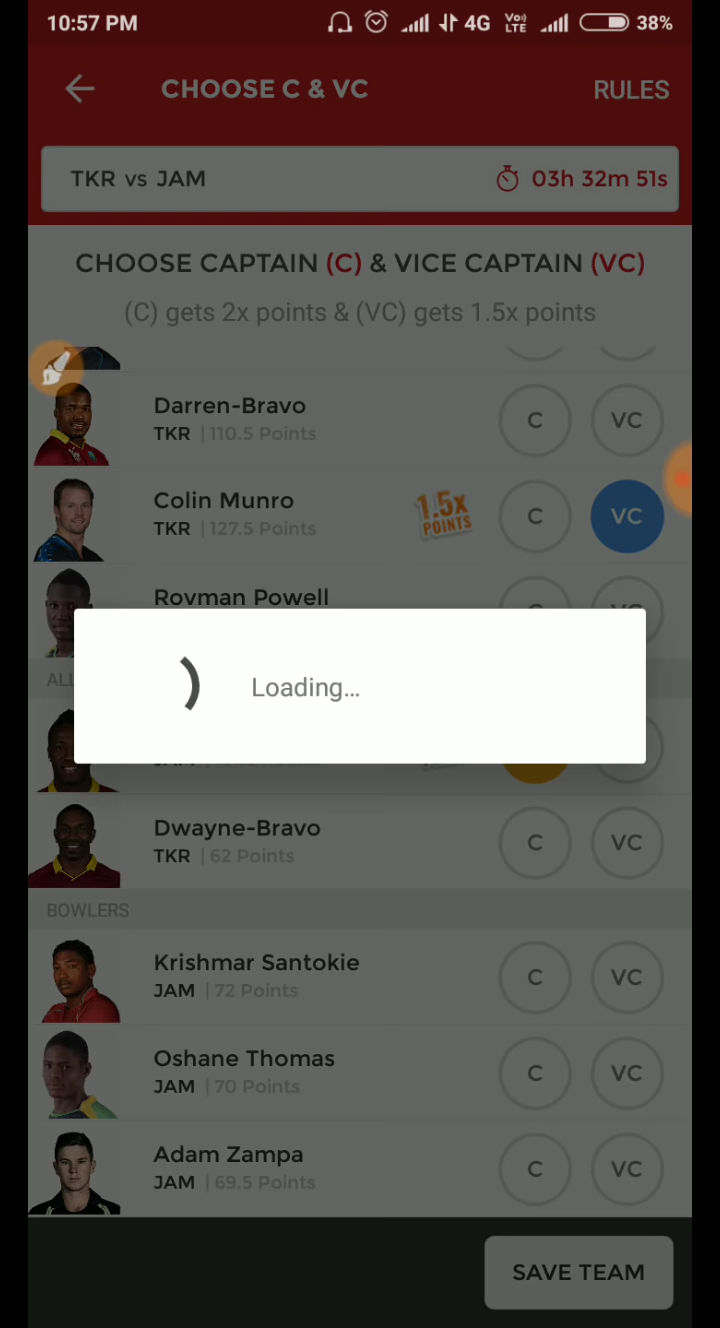 10:57 PM 4G VoLTE 38%
CHOOSE C & VC RULES
TKR vs JAM 03h 32m 51s
CHOOSE CAPTAIN (C) & VICE CAPTAIN (VC)
(C) gets 2x points & (VC) gets 1.5x points
Darren-Bravo
TKR | 110.5 Points
C VC
Colin Munro
TKR | 127.5 Points
1.5X
POINTS
C VC
Rovman Powell
Loading...
Dwayne-Bravo
TKR | 62 Points
C VC
BOWLERS
Krishmar Santokie
JAM | 72 Points
C VC
Oshane Thomas
JAM | 70 Points
C VC
Adam Zampa
JAM | 69.5 Points
C VC
SAVE TEAM